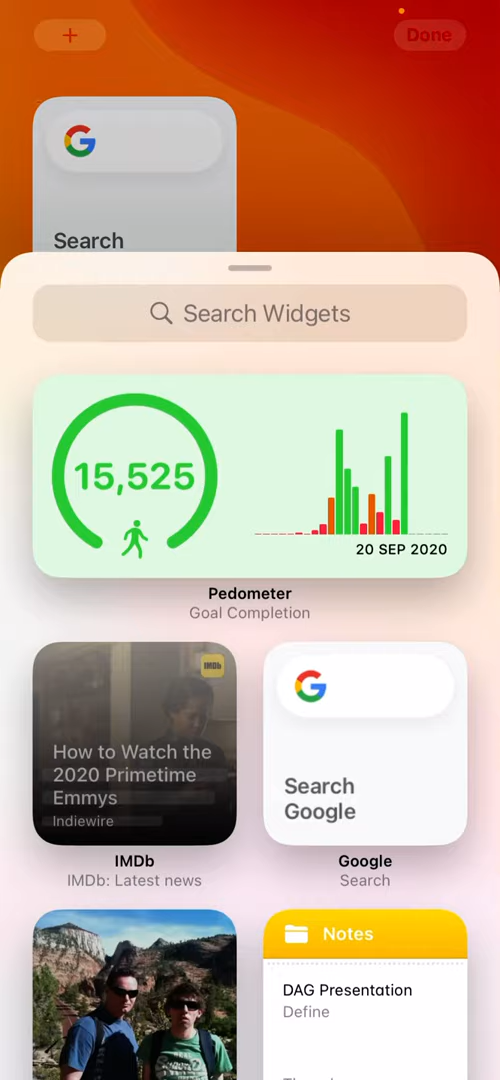 +
Done
Search
Search Widgets
15,525
20 SEP 2020
Pedometer
Goal Completion
IMDb
How to Watch the
2020 Primetime
Emmys
Indiewire
IMDb
IMDb: Latest news
Search
Google
Google
Search
Notes
DAG Presentation
Define